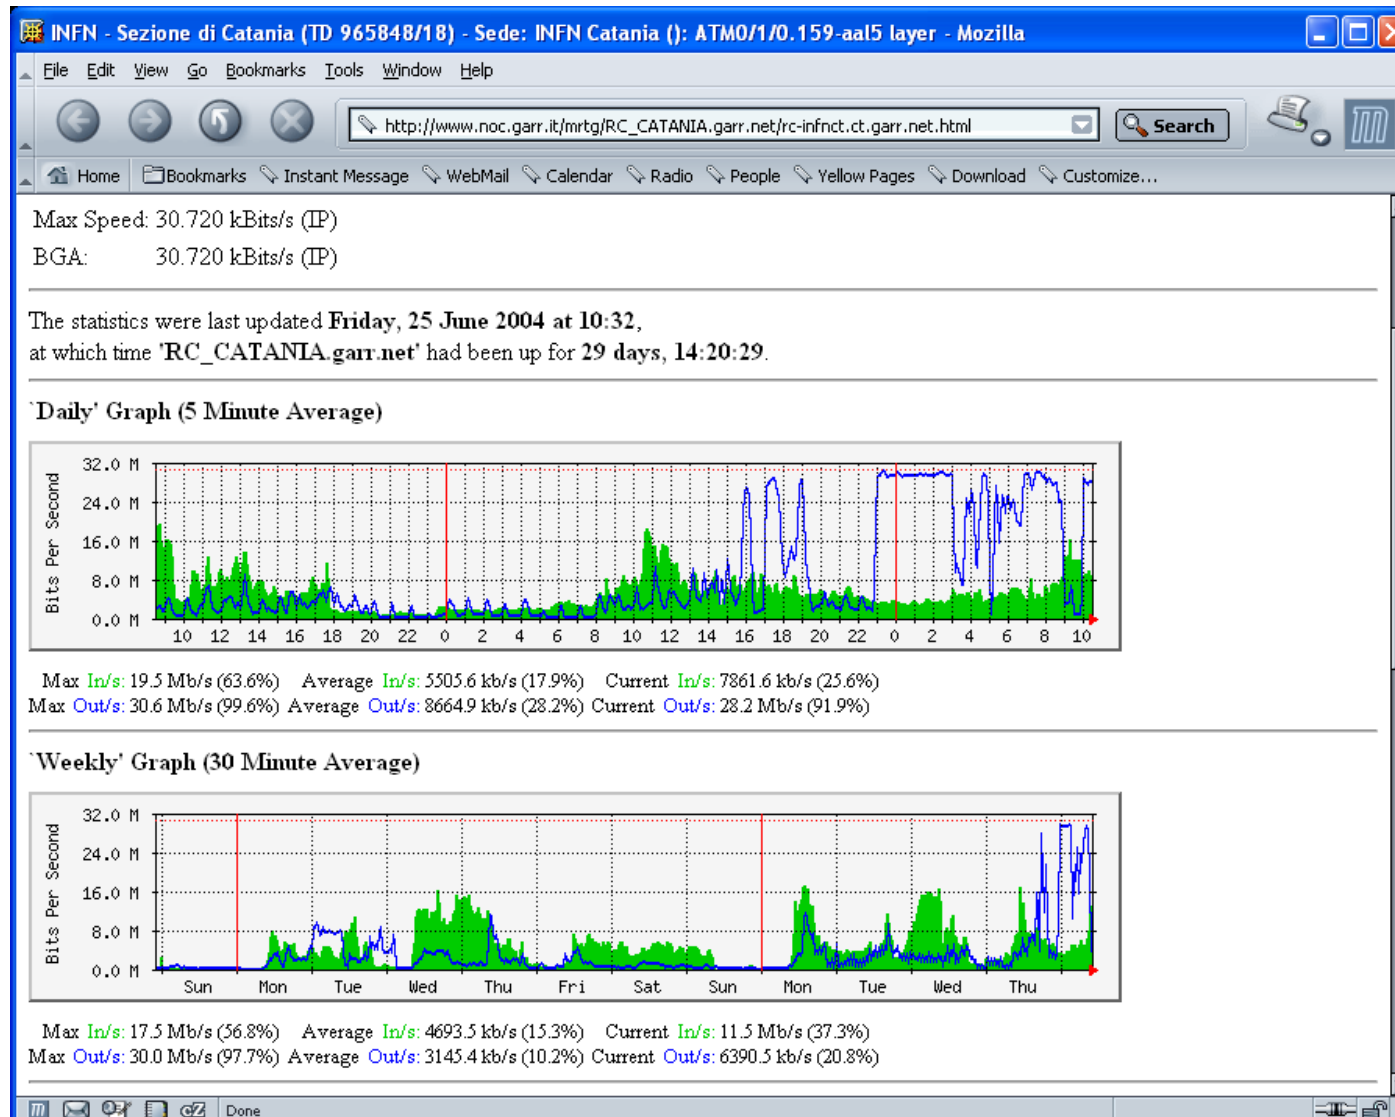 INFN - Sezione di Catania (TD 965848/18) - Sede: INFN Catania (): ATM0/1/0.159-aal5 layer - Mozilla
File Edit View Go Bookmarks Tools Window Help
http://www.noc.garr.it/mrtg/RC_CATANIA.garr.net/rc-infnct.ct.garr.net.html Search
Home Bookmarks Instant Message WebMail Calendar Radio People Yellow Pages Download Customize...
Max Speed: 30.720 kBits/s (IP)
BGA: 30.720 kBits/s (IP)
The statistics were last updated Friday, 25 June 2004 at 10:32,
at which time 'RC_CATANIA.garr.net' had been up for 29 days, 14:20:29.
`Daily' Graph (5 Minute Average)
Bits Per Second
32.0 M
24.0 M
16.0 M
8.0 M
0.0 M
10 12 14 16 18 20 22 0 2 4 6 8 10 12 14 16 18 20 22 0 2 4 6 8 10
Max In/s: 19.5 Mb/s (63.6%) Average In/s: 5505.6 kb/s (17.9%) Current In/s: 7861.6 kb/s (25.6%)
Max Out/s: 30.6 Mb/s (99.6%) Average Out/s: 8664.9 kb/s (28.2%) Current Out/s: 28.2 Mb/s (91.9%)
`Weekly' Graph (30 Minute Average)
Bits Per Second
32.0 M
24.0 M
16.0 M
8.0 M
0.0 M
Sun Mon Tue Wed Thu Fri Sat Sun Mon Tue Wed Thu
Max In/s: 17.5 Mb/s (56.8%) Average In/s: 4693.5 kb/s (15.3%) Current In/s: 11.5 Mb/s (37.3%)
Max Out/s: 30.0 Mb/s (97.7%) Average Out/s: 3145.4 kb/s (10.2%) Current Out/s: 6390.5 kb/s (20.8%)
Done